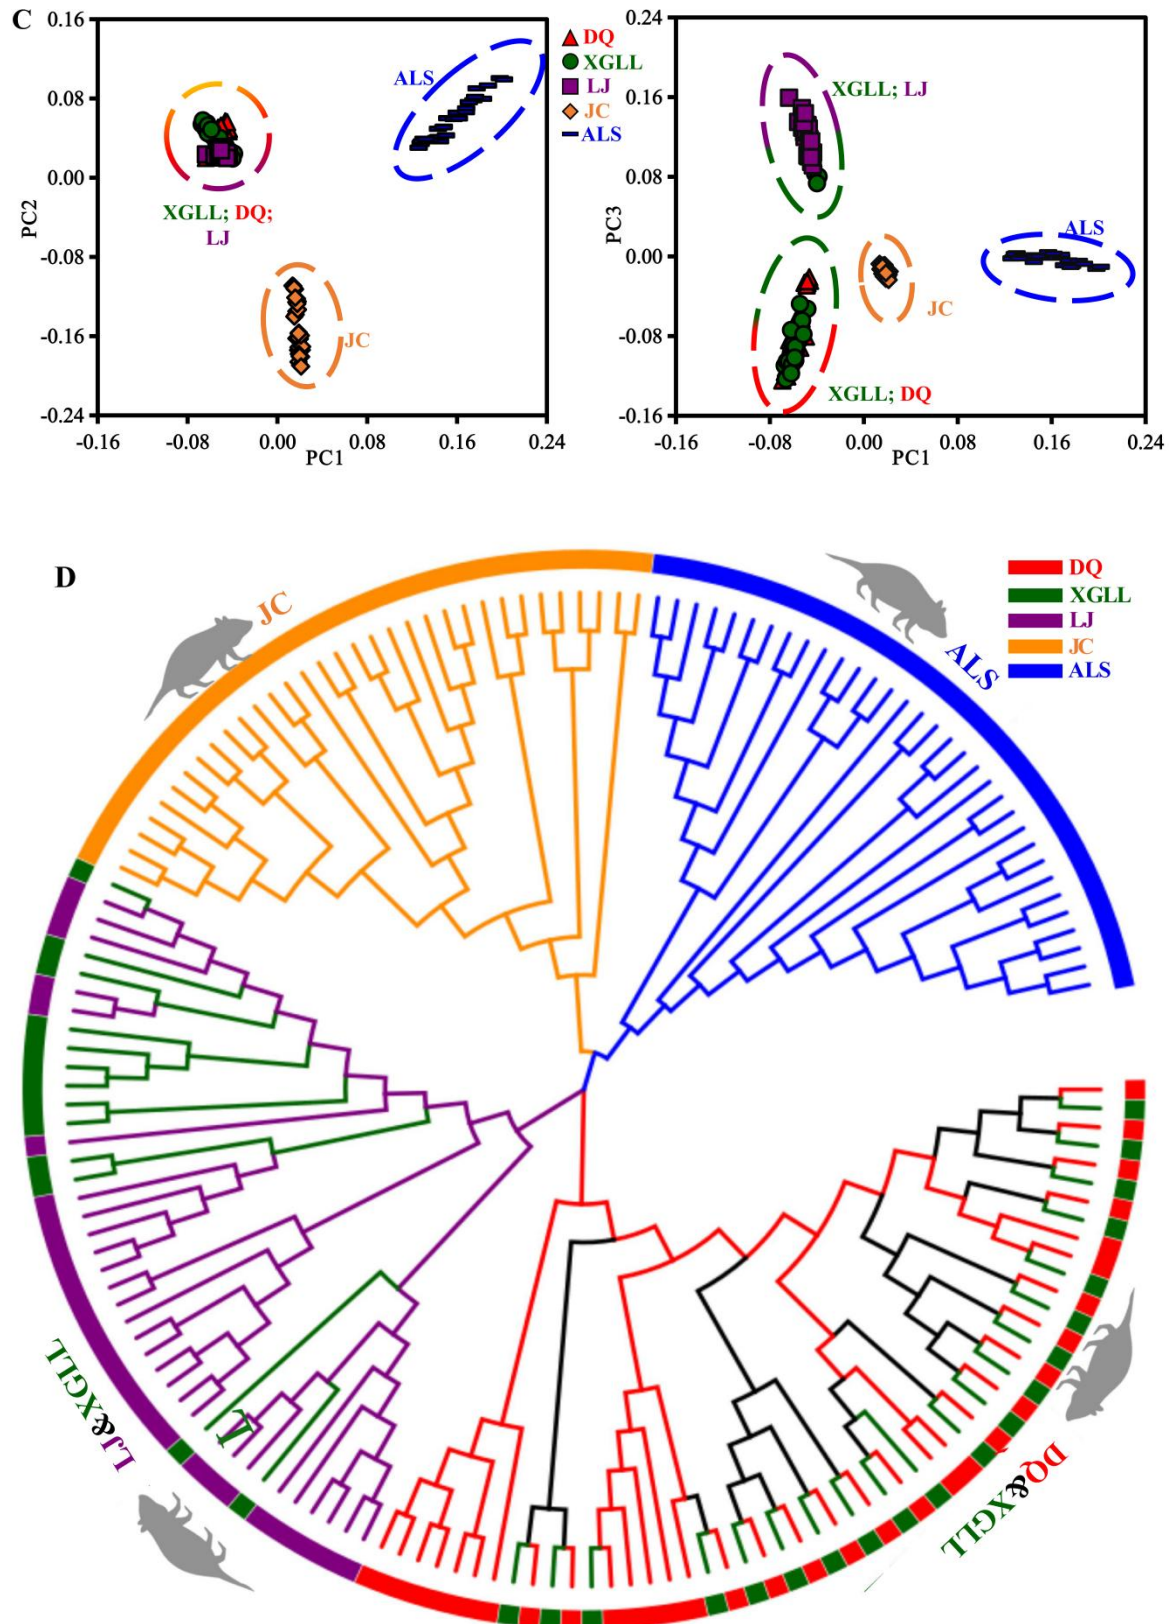 C
0.16
0.08
0.00
-0.08
-0.16
-0.24
PC2
-0.16 -0.08 0.00 0.08 0.16 0.24
PC1
ALS
XGLL; DQ;
LJ
JC
DQ
XGLL
LJ
JC
ALS
0.24
0.16
0.08
0.00
-0.08
-0.16
PC3
-0.16 -0.08 0.00 0.08 0.16 0.24
PC1
XGLL; LJ
ALS
JC
XGLL; DQ
D
JC
ALS
DQ
XGLL
LJ
JC
ALS
LJ&XGLL
DQ&XGLL